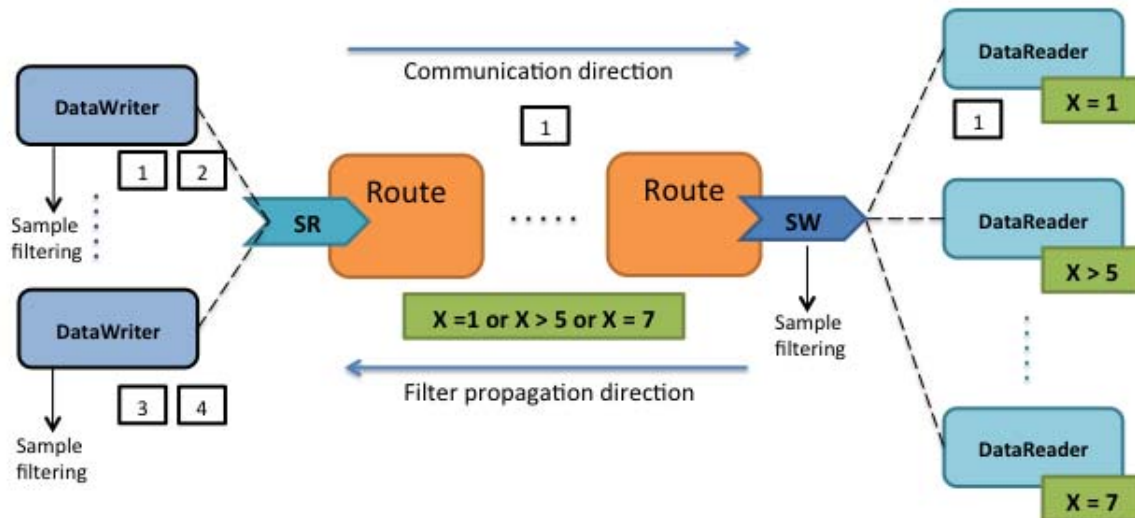 DataWriter
1
2
Sample
filtering
DataWriter
3
4
Sample
filtering
Communication direction
1
SR
Route
Route
SW
X =1 or X > 5 or X = 7
Sample
filtering
Filter propagation direction
DataReader
X = 1
1
DataReader
X > 5
DataReader
X = 7